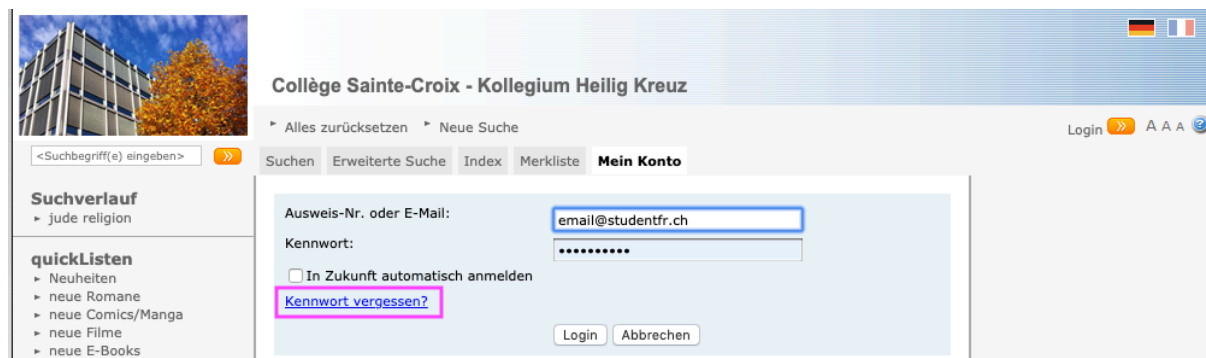 Collège Sainte-Croix - Kollegium Heilig Kreuz
Alles zurücksetzen Neue Suche
Login A A A
<Suchbegriff(e) eingeben>
Suchen Erweiterte Suche Index Merkliste Mein Konto
Suchverlauf
jude religion
quickListen
Neuheiten
neue Romane
neue Comics/Manga
neue Filme
neue E-Books
Ausweis-Nr. oder E-Mail: email@studentfr.ch
Kennwort: ••••••••••
In Zukunft automatisch anmelden
Kennwort vergessen?
Login Abbrechen